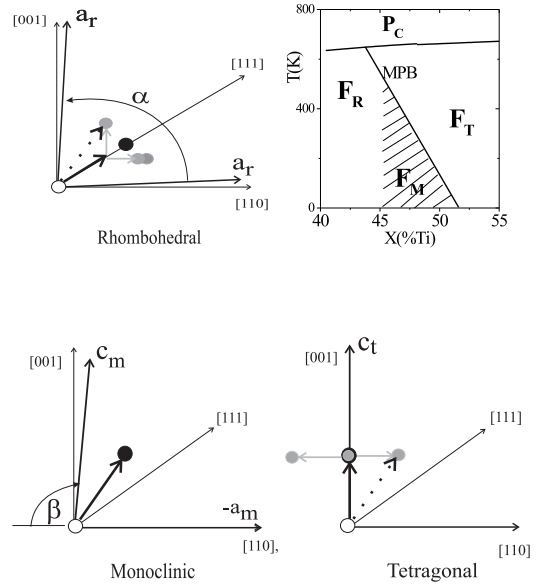 [001]
a_r
[111]
α
a_r
[110]
Rhombohedral
T(K)
800
400
0
P_C
MPB
F_R
F_T
F_M
40 45 50 55
X(%Ti)
[001]
c_m
[111]
β
-a_m
[110],
Monoclinic
[001]
c_t
[111]
[110]
Tetragonal